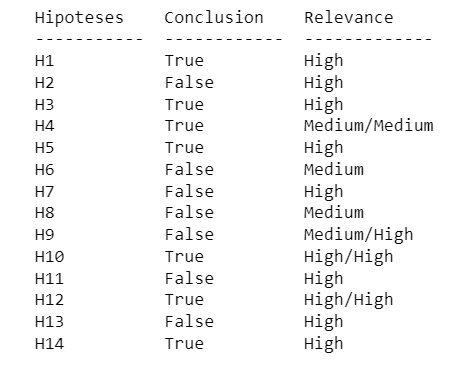 Hipoteses Conclusion Relevance
----------- ------------ -------------
H1 True High
H2 False High
H3 True High
H4 True Medium/Medium
H5 True High
H6 False Medium
H7 False High
H8 False Medium
H9 False Medium/High
H10 True High/High
H11 False High
H12 True High/High
H13 False High
H14 True High